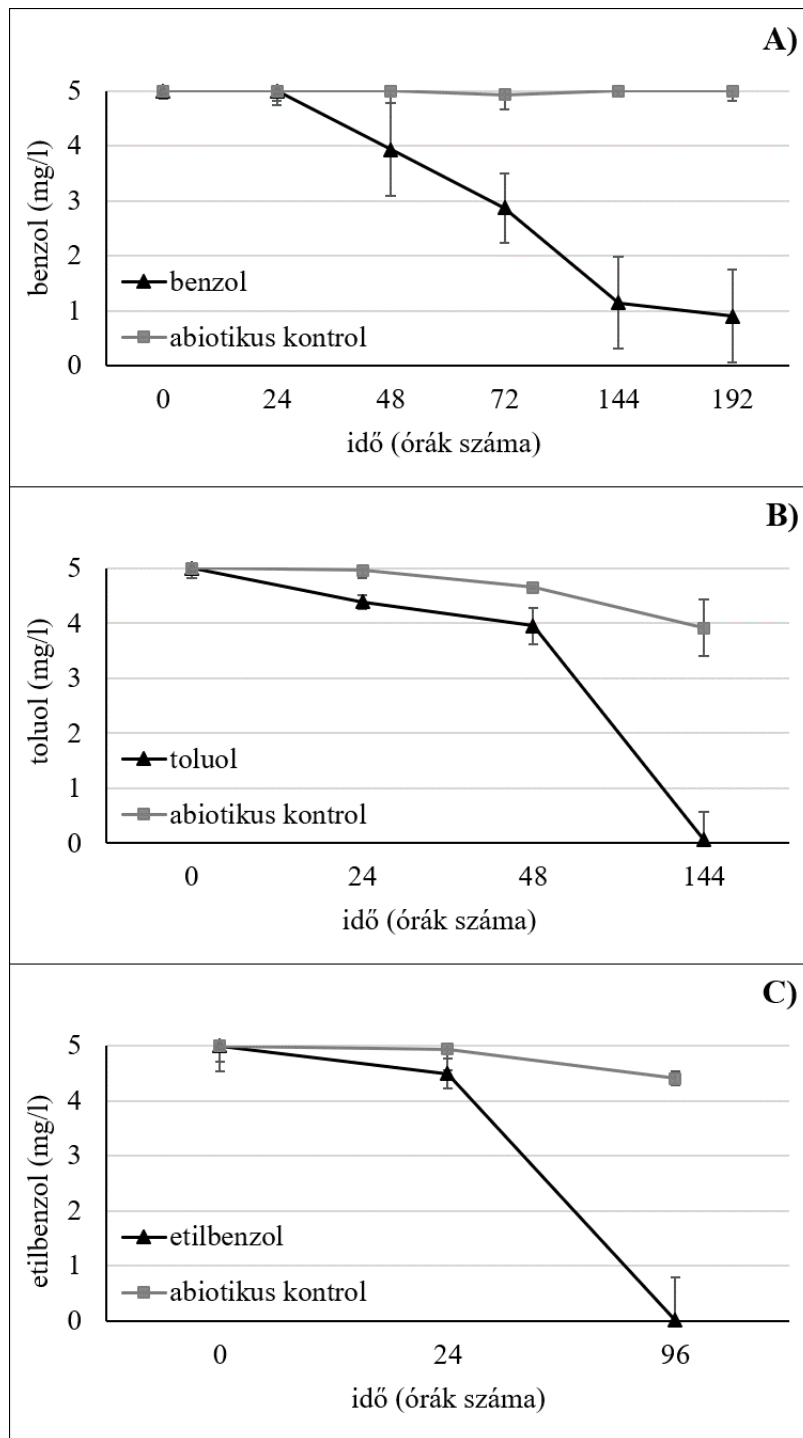 A)
benzol (mg/l)
5
4
3
2
1
0
benzol
abiotikus kontrol
0 24 48 72 144 192
idő (órák száma)
B)
toluol (mg/l)
5
4
3
2
1
0
toluol
abiotikus kontrol
0 24 48 144
idő (órák száma)
C)
etilbenzol (mg/l)
5
4
3
2
1
0
etilbenzol
abiotikus kontrol
0 24 96
idő (órák száma)